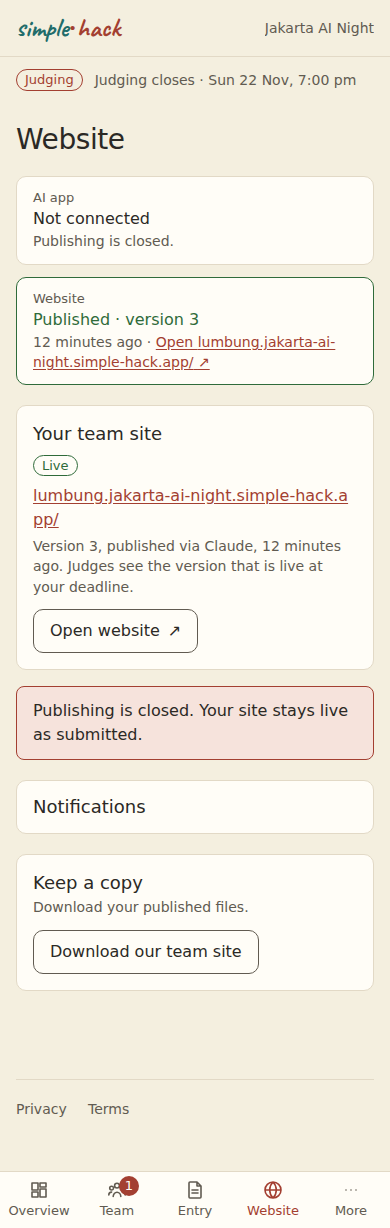 simple·hack
Jakarta AI Night
Judging
Judging closes · Sun 22 Nov, 7:00 pm
Website
AI app
Not connected
Publishing is closed.
Website
Published · version 3
12 minutes ago · Open lumbung.jakarta-ai-
night.simple-hack.app/ ↗
Your team site
Live
lumbung.jakarta-ai-night.simple-hack.a
pp/
Version 3, published via Claude, 12 minutes
ago. Judges see the version that is live at
your deadline.
Open website ↗
Publishing is closed. Your site stays live
as submitted.
Notifications
Keep a copy
Download your published files.
Download our team site
Privacy
Terms
1
Overview
Team
Entry
Website
More